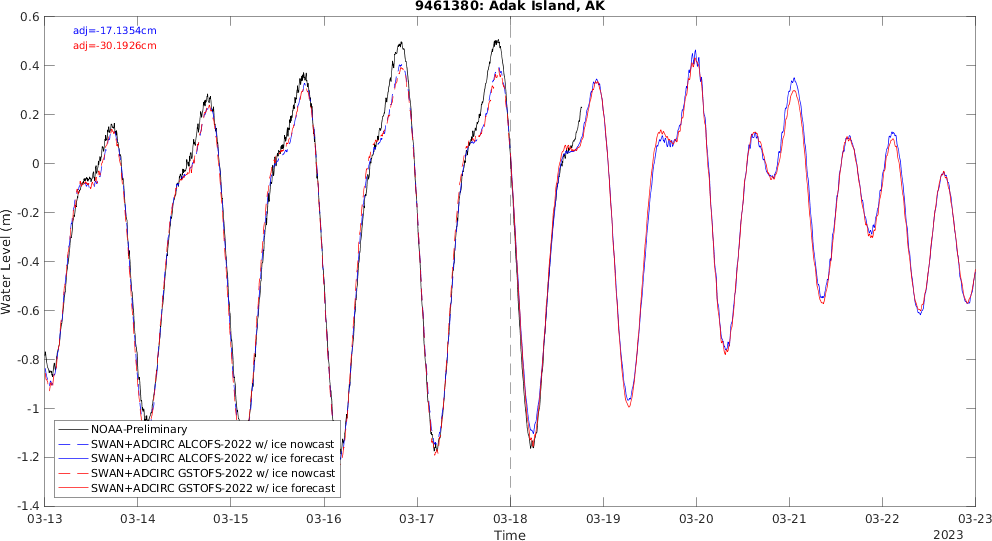 9461380: Adak Island, AK
adj=-17.1354cm
adj=-30.1926cm
0.6
0.4
0.2
0
-0.2
-0.4
-0.6
-0.8
-1
-1.2
-1.4
Water Level (m)
NOAA-Preliminary
SWAN+ADCIRC ALCOFS-2022 w/ ice nowcast
SWAN+ADCIRC ALCOFS-2022 w/ ice forecast
SWAN+ADCIRC GSTOFS-2022 w/ ice nowcast
SWAN+ADCIRC GSTOFS-2022 w/ ice forecast
03-13 03-14 03-15 03-16 03-17 03-18 03-19 03-20 03-21 03-22 03-23
Time
2023